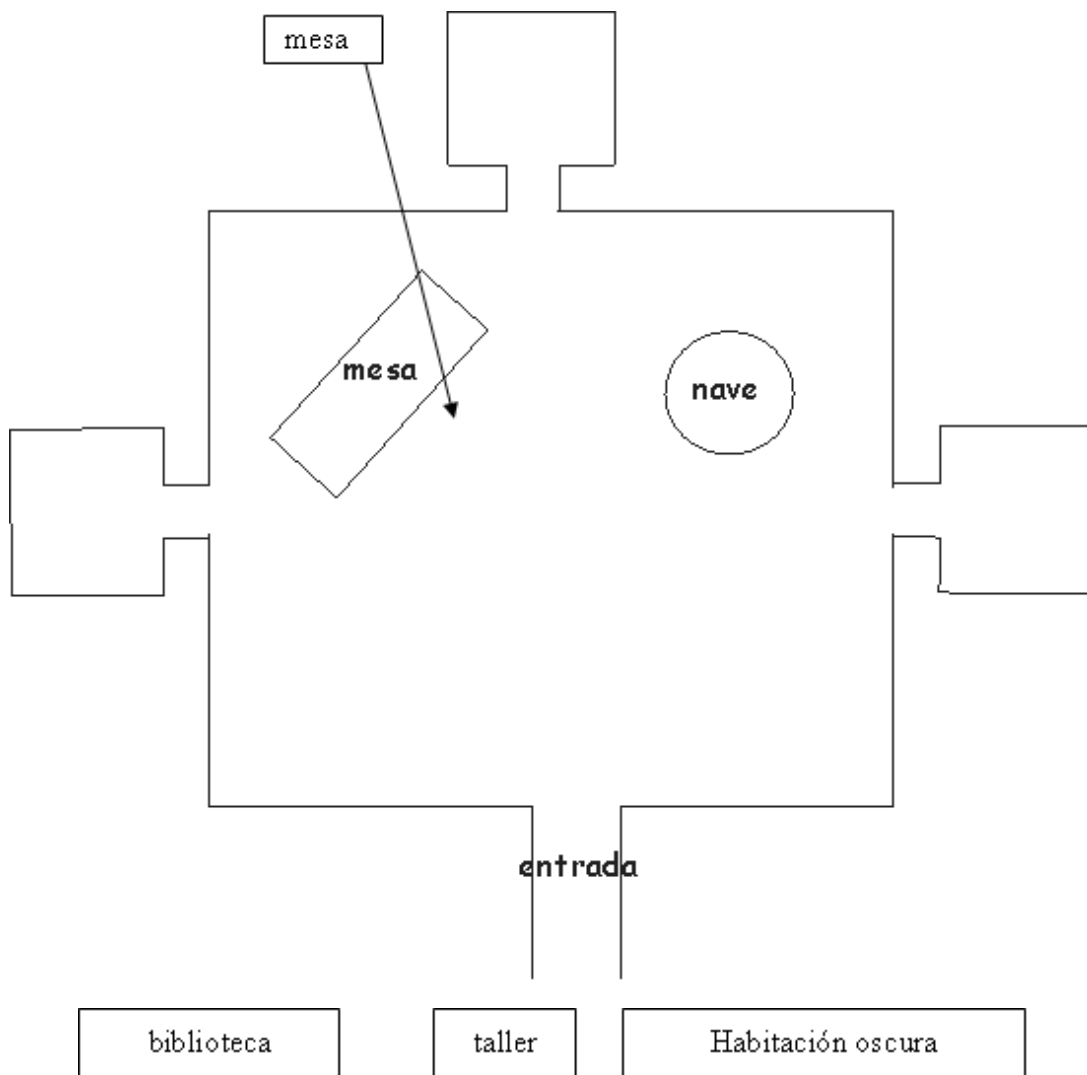 mesa
mesa
nave
entrada
biblioteca
taller
Habitación oscura